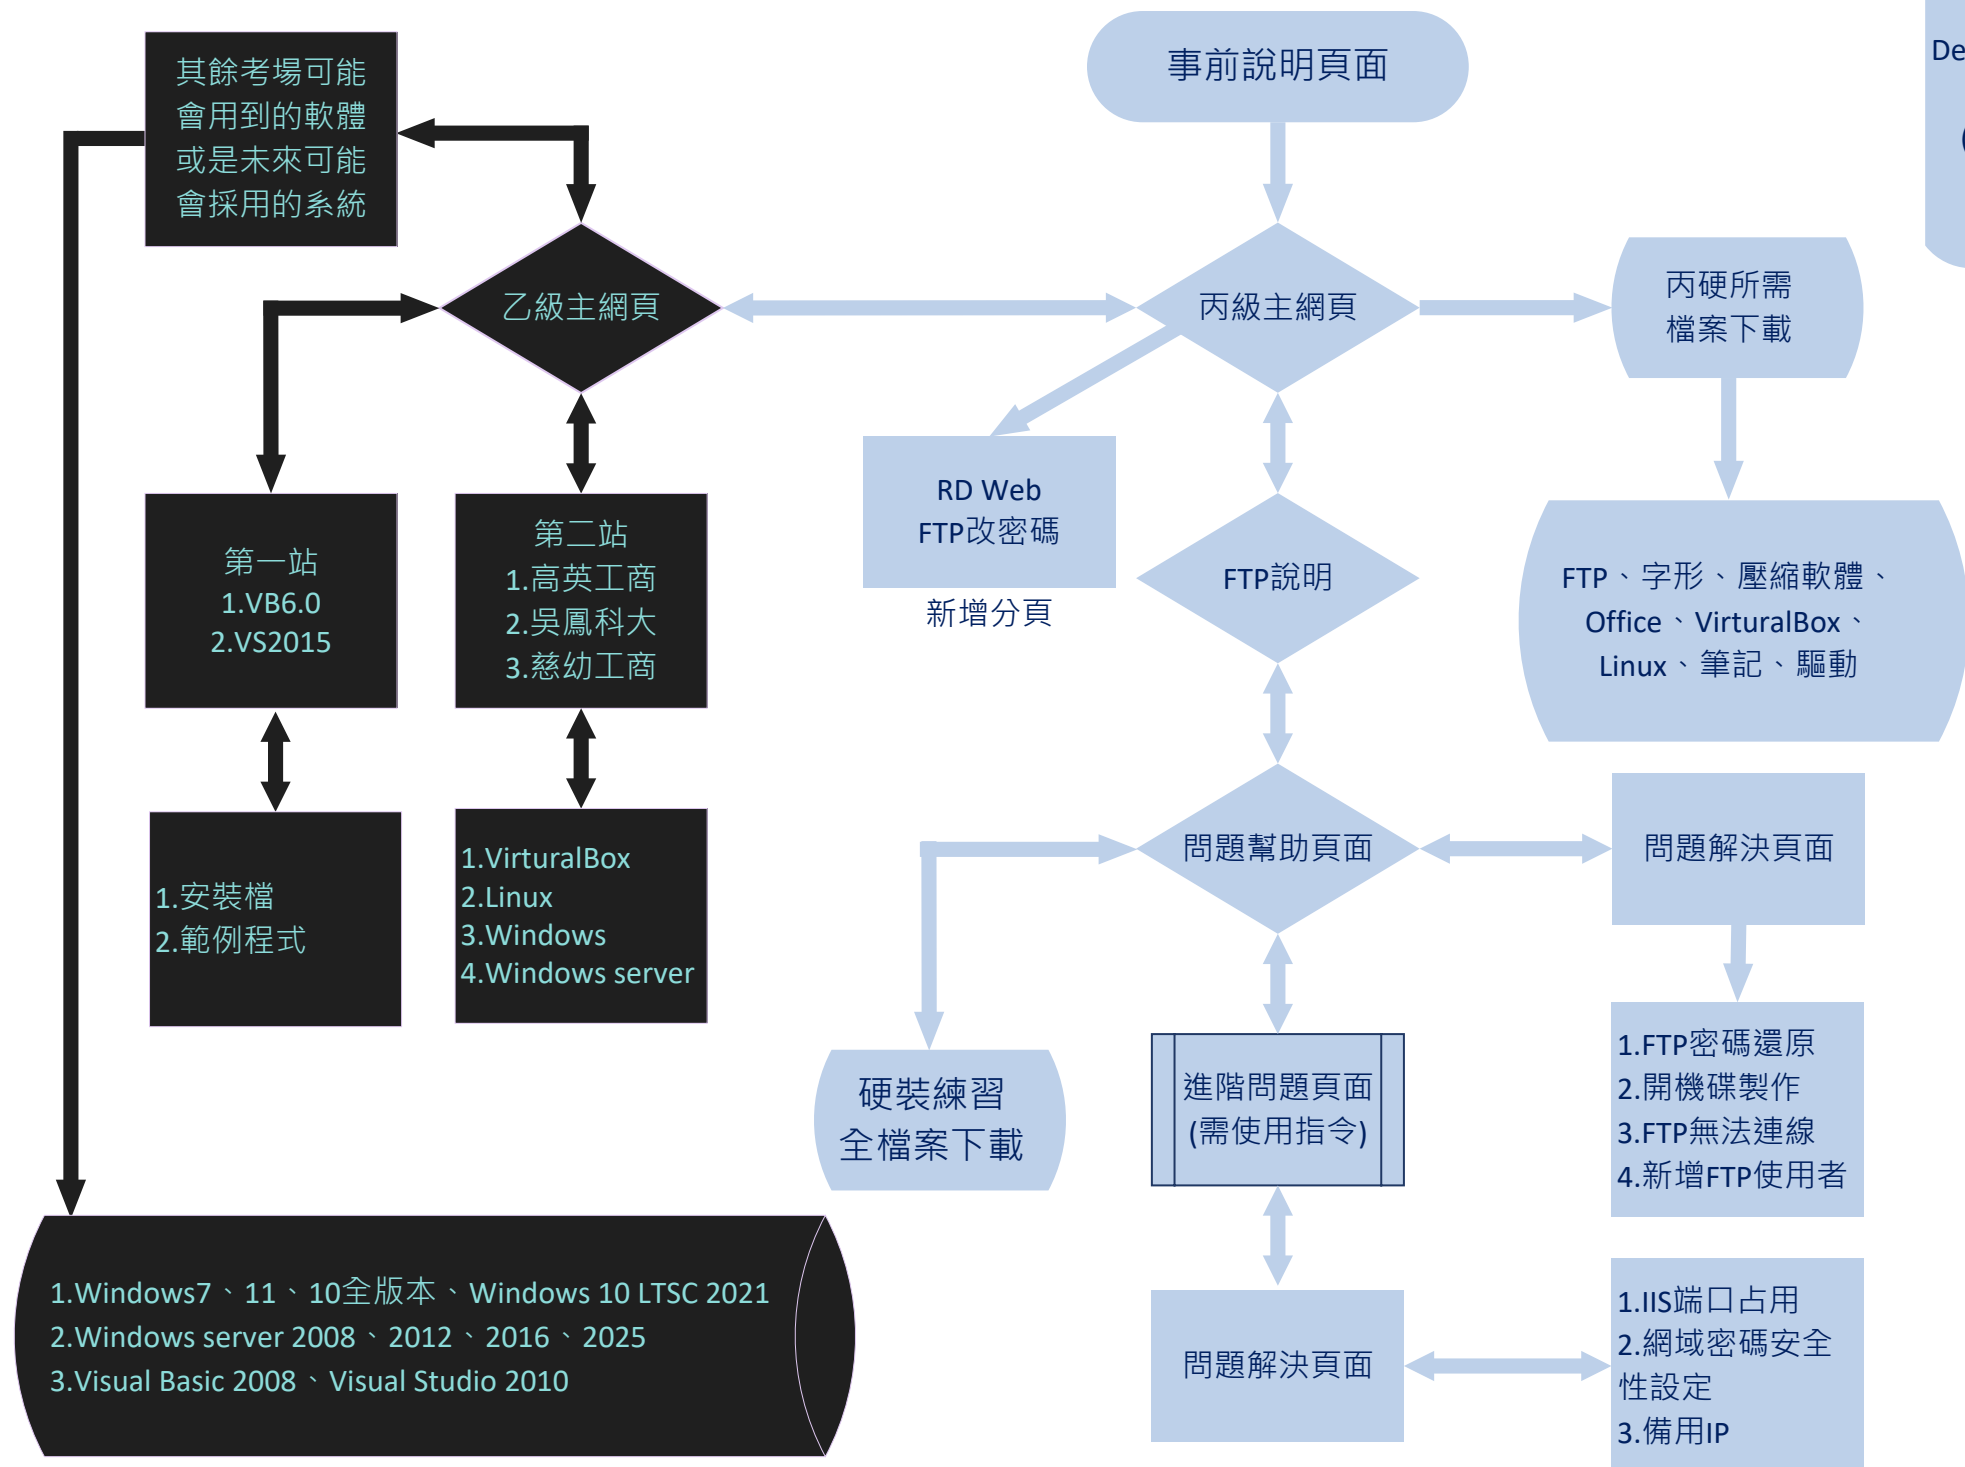 事前說明頁面
De
(
其餘考場可能
會用到的軟體
或是未來可能
會採用的系統
乙級主網頁
丙級主網頁
丙硬所需
檔案下載
RD Web
FTP改密碼
新增分頁
第一站
1.VB6.0
2.VS2015
第二站
1.高英工商
2.吳鳳科大
3.慈幼工商
FTP說明
FTP、字形、壓縮軟體、
Office、VirturalBox、
Linux、筆記、驅動
1.安裝檔
2.範例程式
1.VirturalBox
2.Linux
3.Windows
4.Windows server
問題幫助頁面
問題解決頁面
硬裝練習
全檔案下載
進階問題頁面
(需使用指令)
1.FTP密碼還原
2.開機碟製作
3.FTP無法連線
4.新增FTP使用者
1.Windows7、11、10全版本、Windows 10 LTSC 2021
2.Windows server 2008、2012、2016、2025
3.Visual Basic 2008、Visual Studio 2010
問題解決頁面
1.IIS端口占用
2.網域密碼安全
性設定
3.備用IP